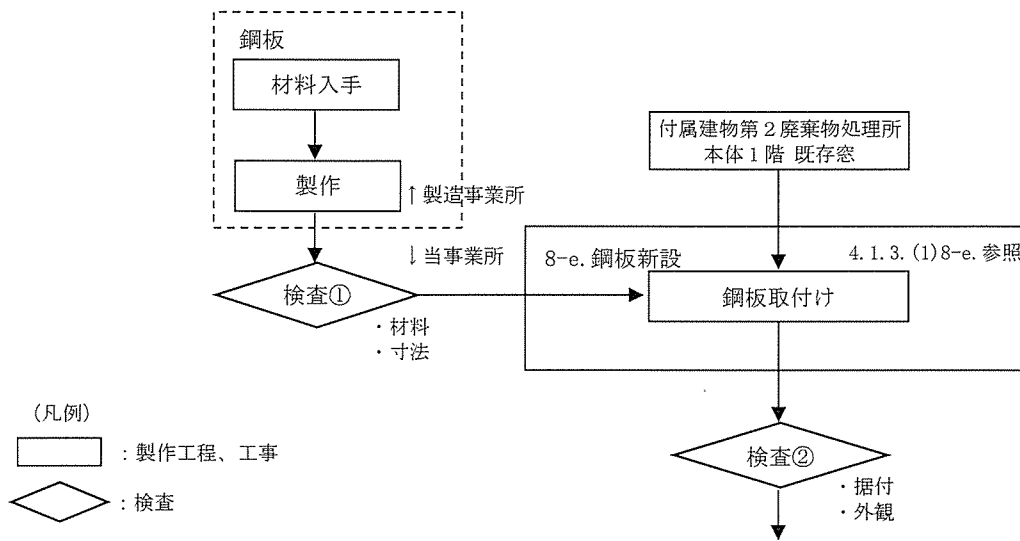 鋼板
材料入手
製作
↑製造事業所
↓当事業所
検査①
・材料
・寸法
付属建物第2廃棄物処理所
本体1階 既存窓
8-e.鋼板新設
4.1.3.(1)8-e.参照
鋼板取付け
検査②
・据付
・外観
(凡例)
：製作工程、工事
：検査